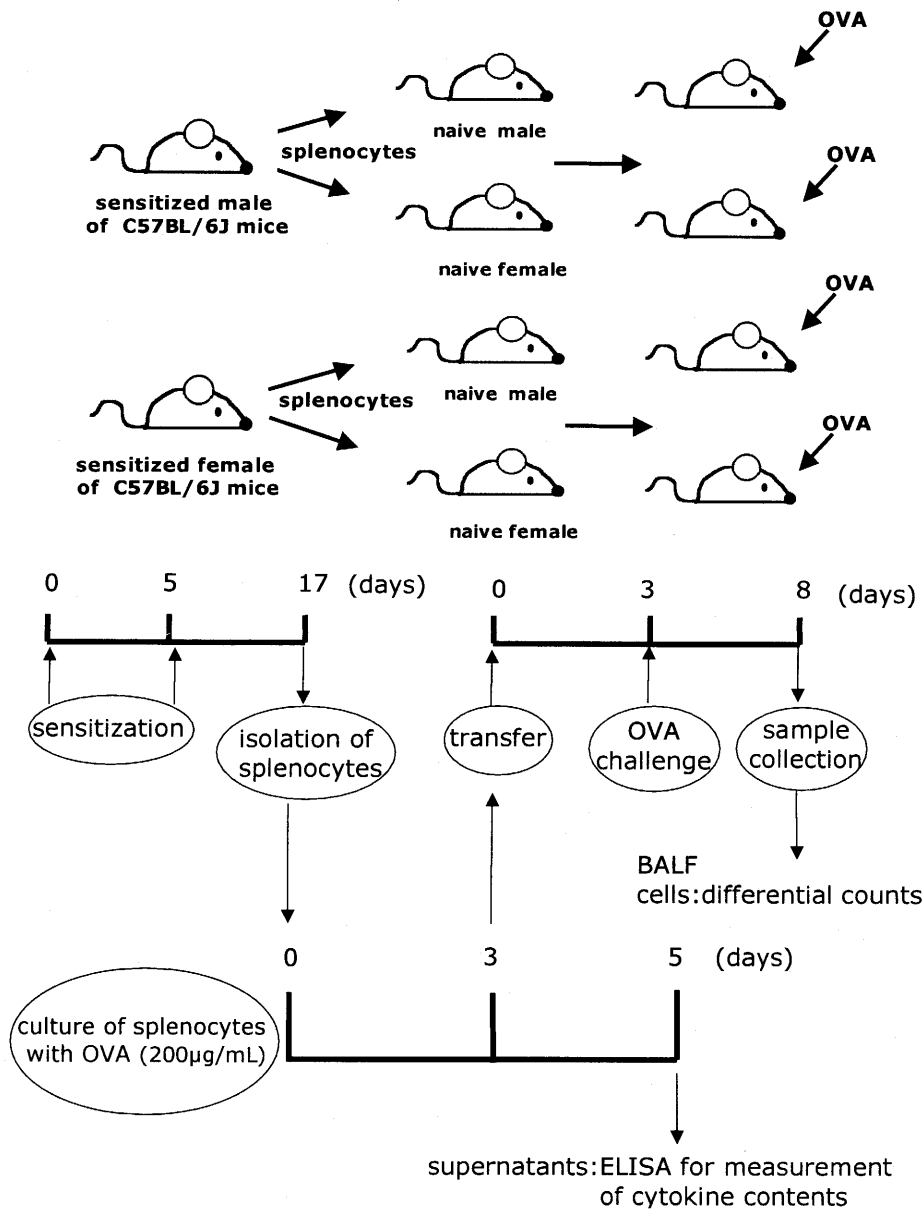 OVA
naive male
splenocytes
sensitized male
of C57BL/6J mice
OVA
naive female
OVA
naive male
splenocytes
sensitized female
of C57BL/6J mice
OVA
naive female
0 5 17 (days)
0 3 8 (days)
sensitization
isolation of
splenocytes
transfer
OVA
challenge
sample
collection
BALF
cells:differential counts
0 3 5 (days)
culture of splenocytes
with OVA (200µg/mL)
supernatants:ELISA for measurement
of cytokine contents